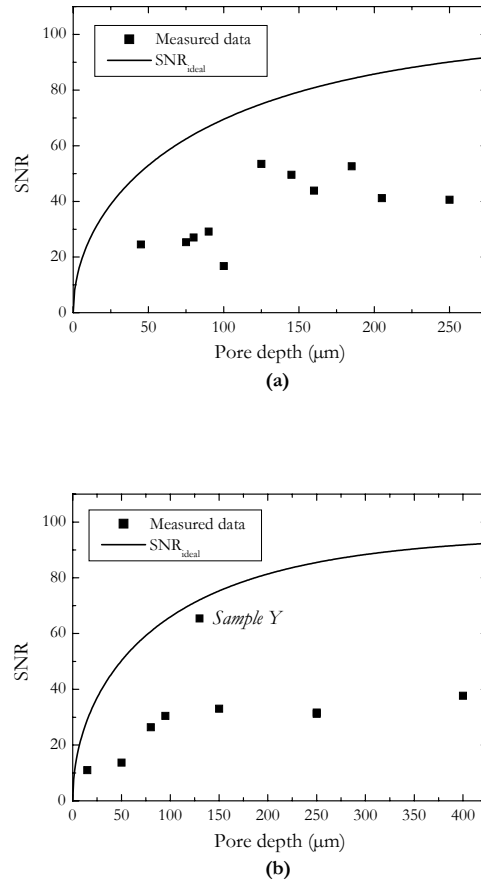 Measured data
SNRideal
100
80
60
40
20
0
SNR
0 50 100 150 200 250
Pore depth (µm)
(a)
Measured data
SNRideal
100
80
60
40
20
0
SNR
Sample Y
0 50 100 150 200 250 300 350 400
Pore depth (µm)
(b)